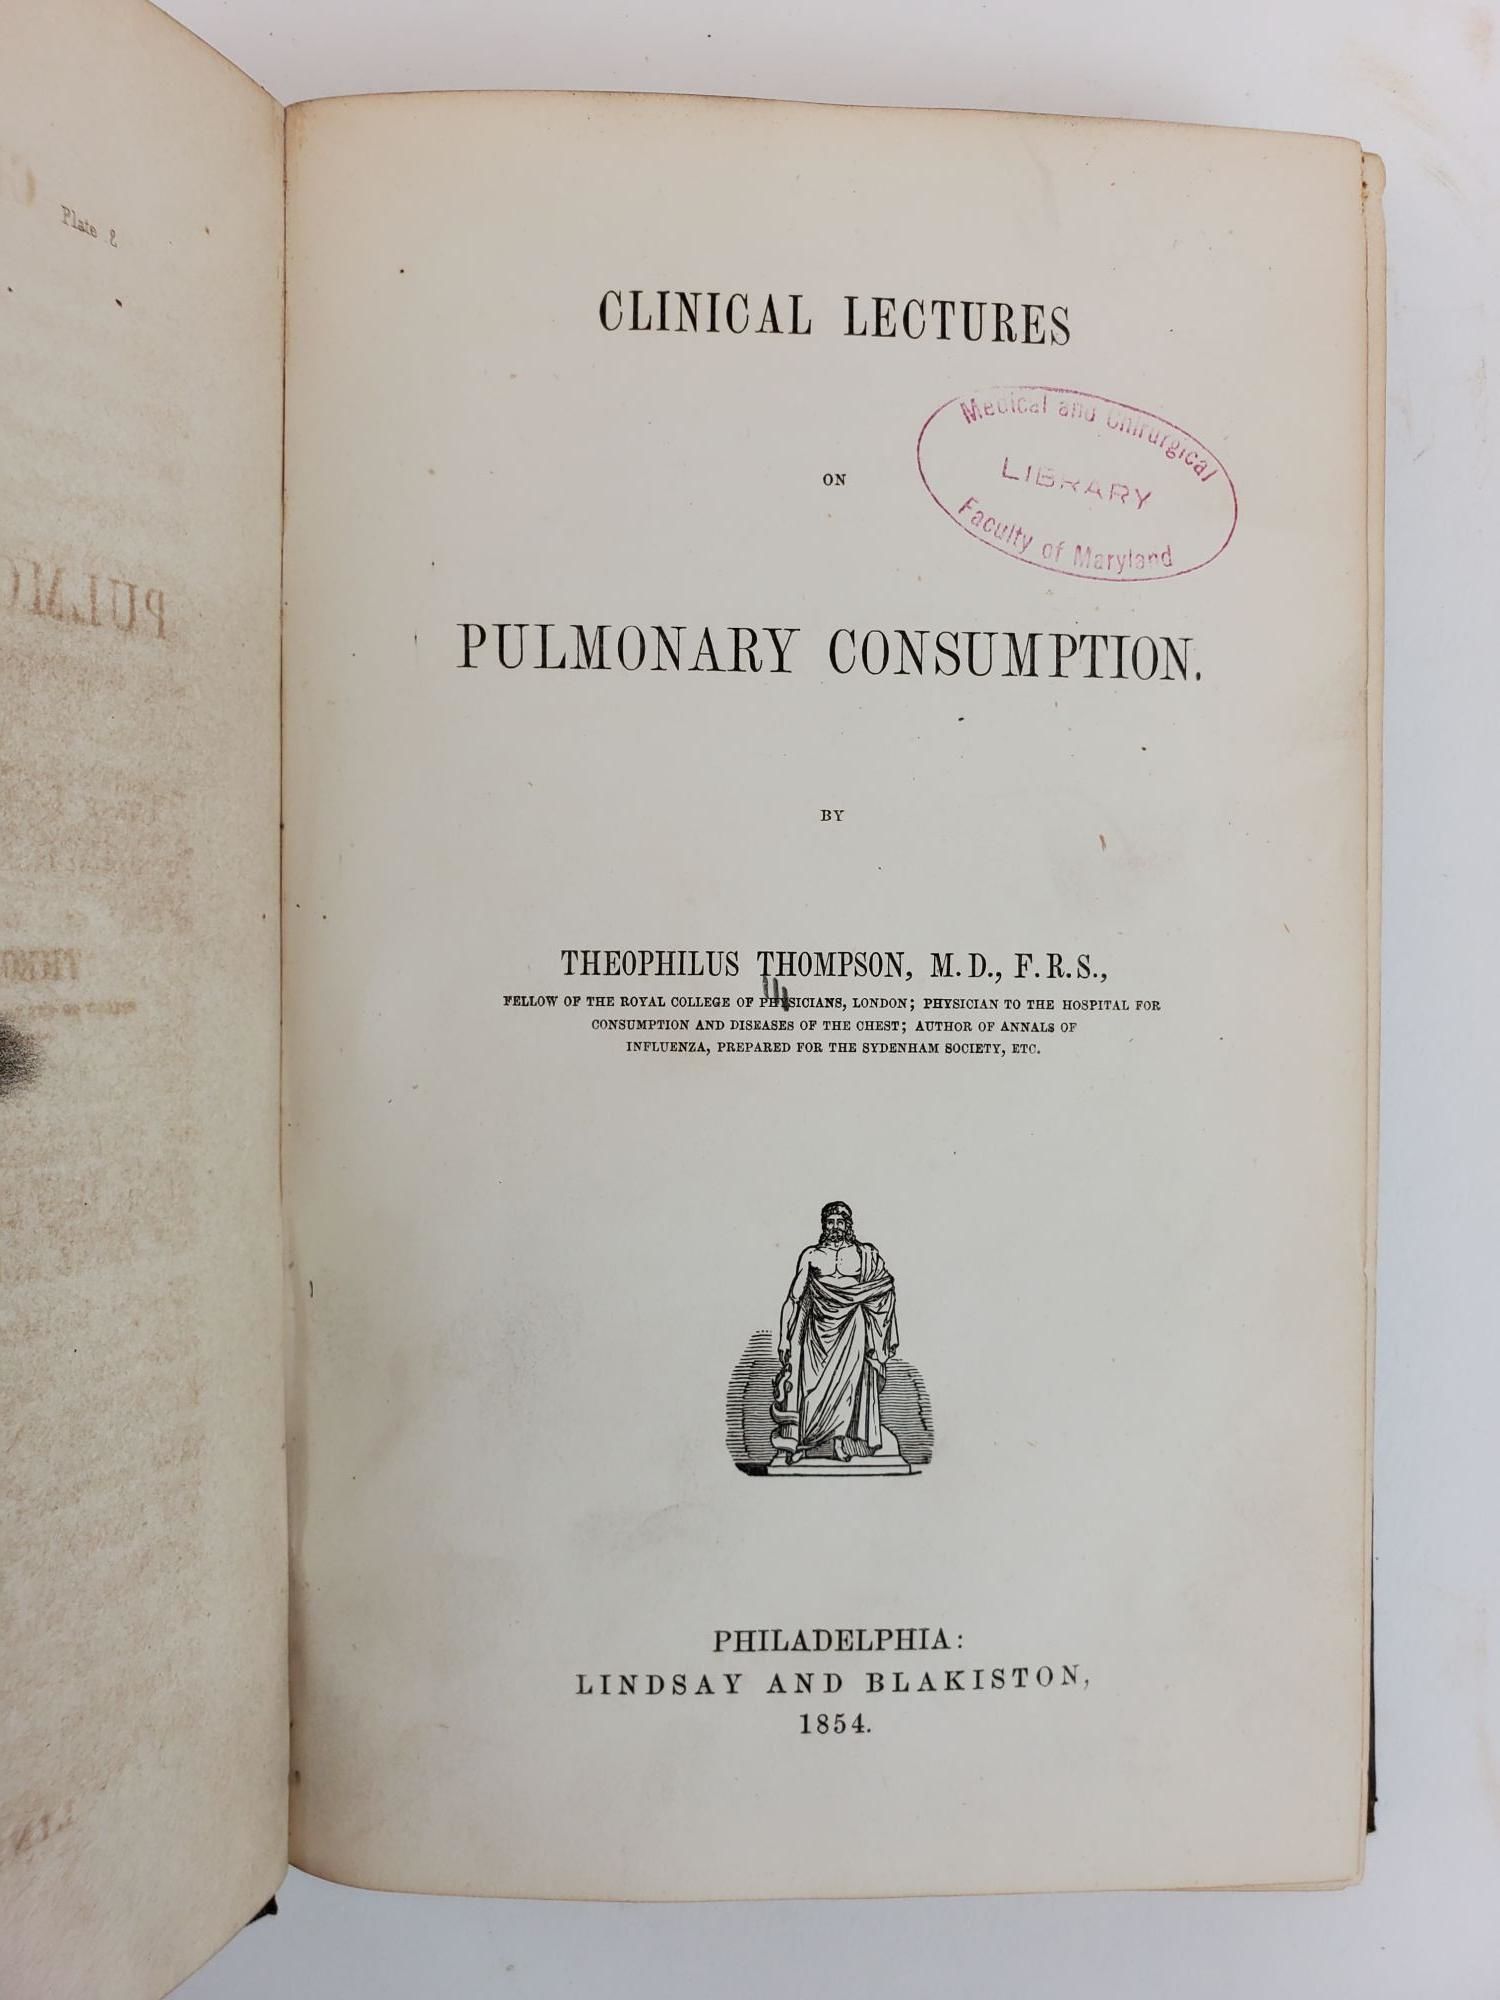 Plate 2
CLINICAL LECTURES
ON
Medical and Chirurgical
LIBRARY
Faculty of Maryland
PULMONARY CONSUMPTION.
BY
THEOPHILUS THOMPSON, M.D., F.R.S.,
FELLOW OF THE ROYAL COLLEGE OF PHYSICIANS, LONDON; PHYSICIAN TO THE HOSPITAL FOR
CONSUMPTION AND DISEASES OF THE CHEST; AUTHOR OF ANNALS OF
INFLUENZA, PREPARED FOR THE SYDENHAM SOCIETY, ETC.
PHILADELPHIA:
LINDSAY AND BLAKISTON,
1854.